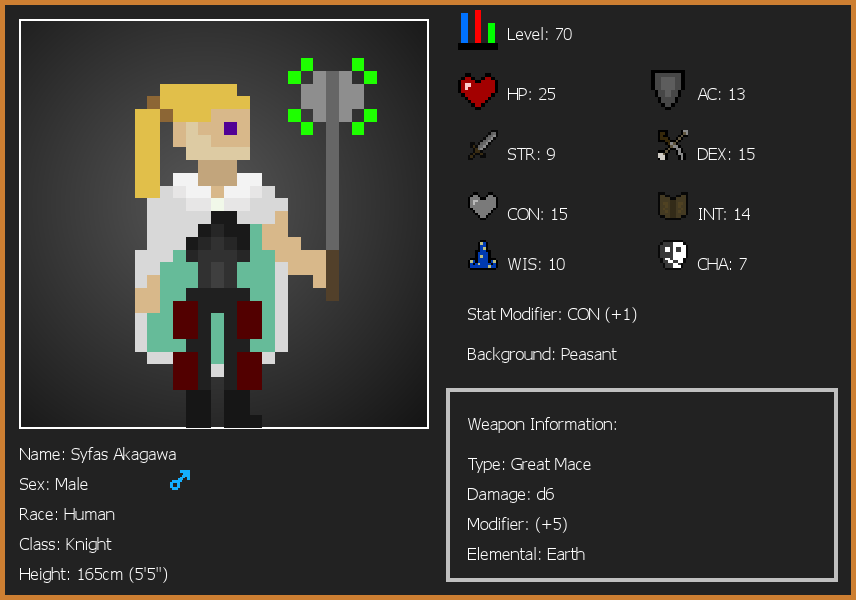 Level: 70
HP: 25
AC: 13
STR: 9
DEX: 15
CON: 15
INT: 14
WIS: 10
CHA: 7
Stat Modifier: CON (+1)
Background: Peasant
Weapon Information:
Type: Great Mace
Damage: d6
Modifier: (+5)
Elemental: Earth
Name: Syfas Akagawa
Sex: Male
Race: Human
Class: Knight
Height: 165cm (5'5")